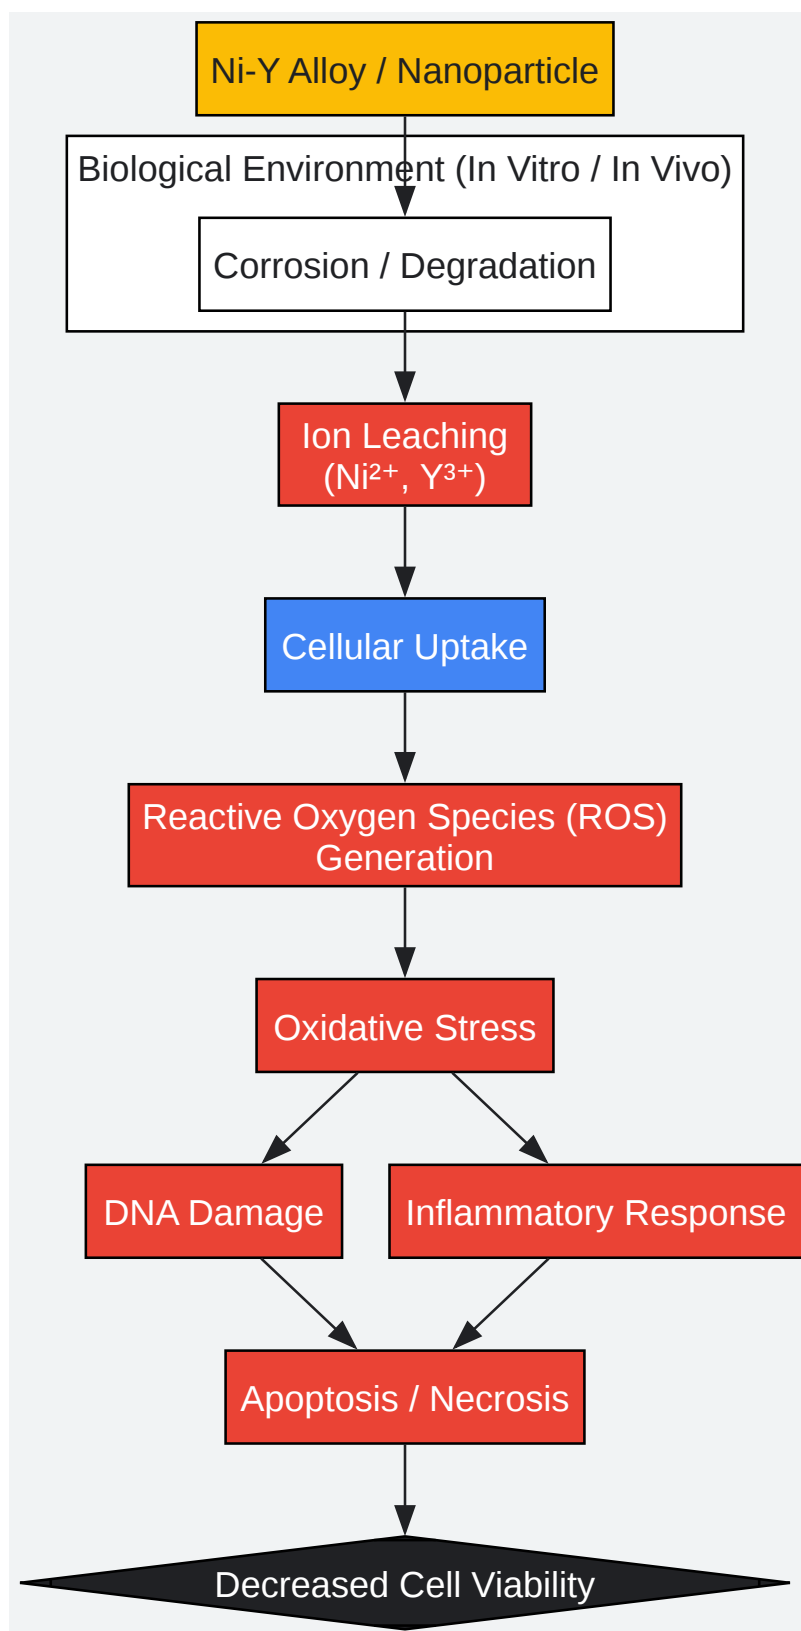 Ni-Y Alloy / Nanoparticle
Biological Environment (In Vitro / In Vivo)
Corrosion / Degradation
Ion Leaching
(Ni²⁺, Y³⁺)
Cellular Uptake
Reactive Oxygen Species (ROS)
Generation
Oxidative Stress
DNA Damage
Inflammatory Response
Apoptosis / Necrosis
Decreased Cell Viability